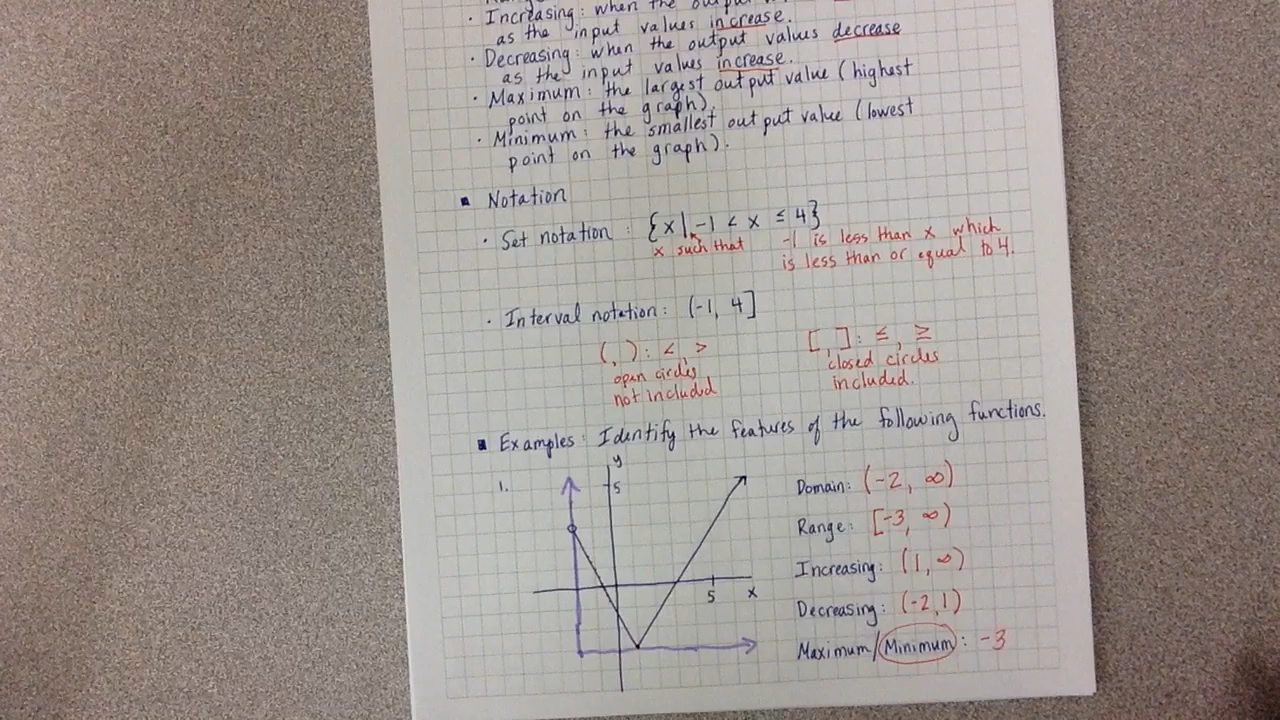 · Increasing: when the output
as the input values increase.
· Decreasing: when the output values decrease
as the input values increase.
· Maximum: the largest output value (highest
point on the graph).
· Minimum: the smallest output value (lowest
point on the graph).
▪ Notation
· Set notation: {x|-1 < x ≤ 4}
x such that
-1 is less than x which
is less than or equal to 4.
· Interval notation: (-1, 4]
( , ): < , >
open circles
not included
[ , ]: ≤ , ≥
closed circles
included.
▪ Examples: Identify the features of the following functions.
1.
y
5
5
x
Domain: (-2, ∞)
Range: [-3, ∞)
Increasing: (1, ∞)
Decreasing: (-2,1)
Maximum/Minimum: -3